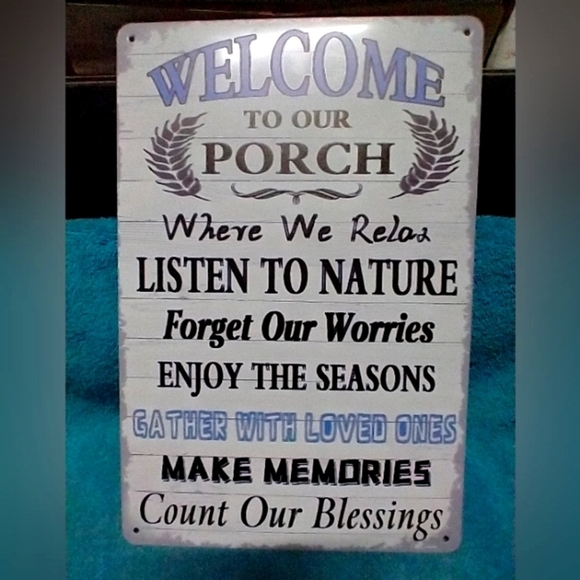 WELCOME
TO OUR
PORCH
Where We Relax
LISTEN TO NATURE
Forget Our Worries
ENJOY THE SEASONS
GATHER WITH LOVED ONES
MAKE MEMORIES
Count Our Blessings